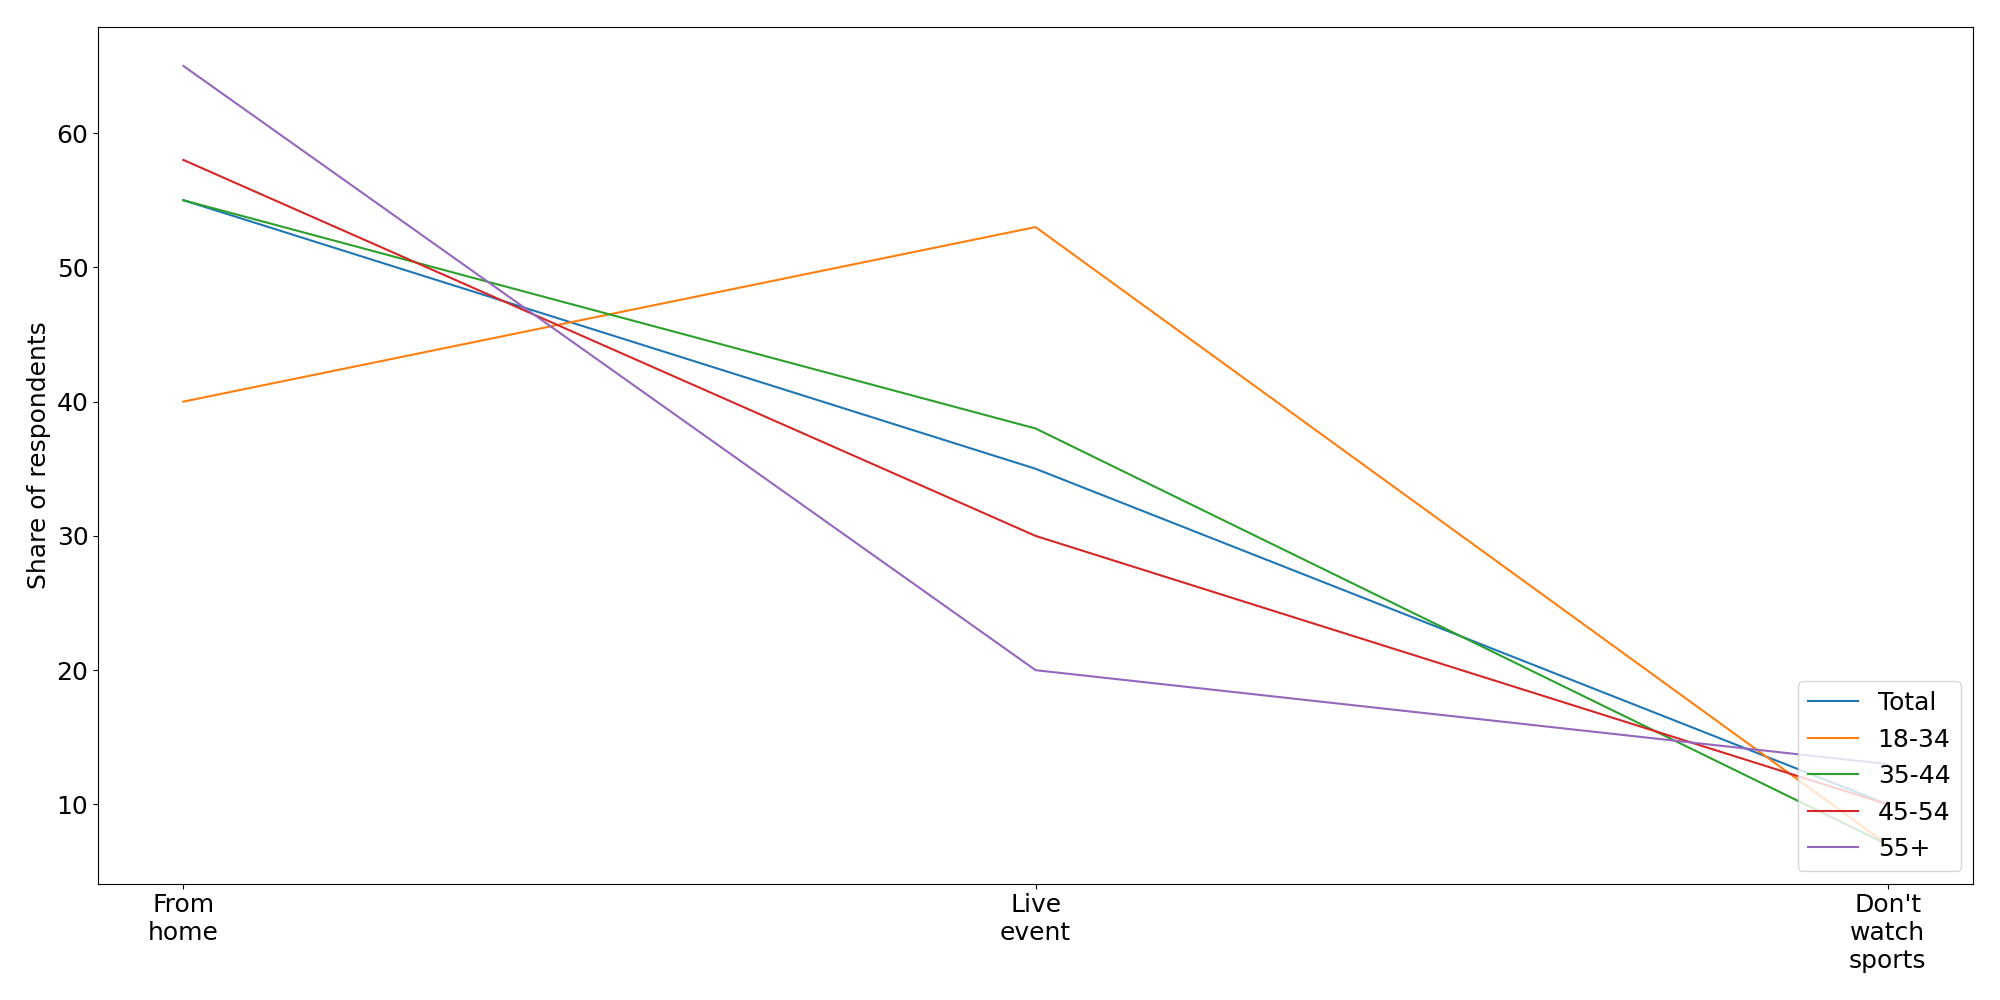 Share of respondents
60
50
40
30
20
10
From
home
Live
event
Don't
watch
sports
Total
18-34
35-44
45-54
55+